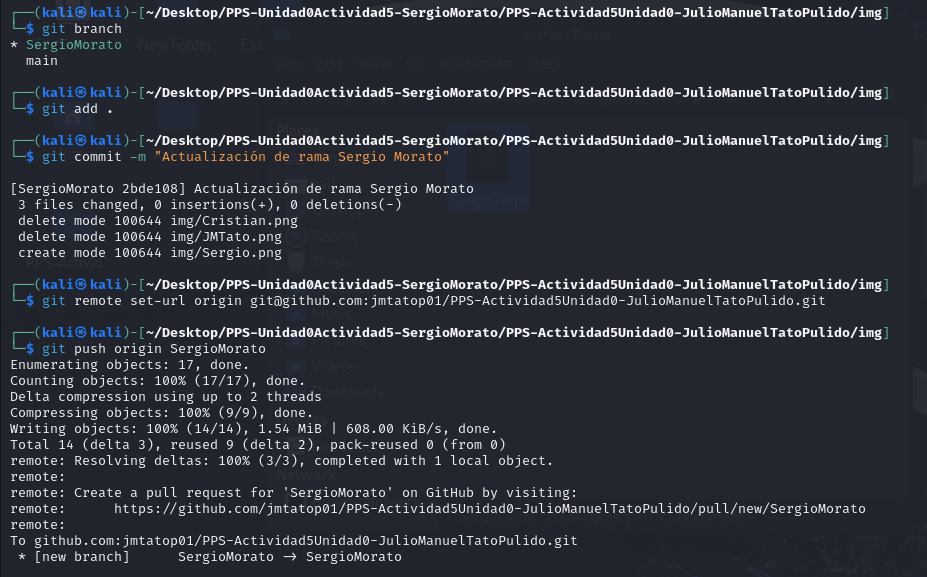 ┌──(kali㉿kali)-[~/Desktop/PPS-Unidad0Actividad5-SergioMorato/PPS-Actividad5Unidad0-JulioManuelTatoPulido/img]
└─$ git branch
* SergioMorato
  main
┌──(kali㉿kali)-[~/Desktop/PPS-Unidad0Actividad5-SergioMorato/PPS-Actividad5Unidad0-JulioManuelTatoPulido/img]
└─$ git add .
┌──(kali㉿kali)-[~/Desktop/PPS-Unidad0Actividad5-SergioMorato/PPS-Actividad5Unidad0-JulioManuelTatoPulido/img]
└─$ git commit -m "Actualización de rama Sergio Morato"
[SergioMorato 2bde108] Actualización de rama Sergio Morato
 3 files changed, 0 insertions(+), 0 deletions(-)
 delete mode 100644 img/Cristian.png
 delete mode 100644 img/JMTato.png
 create mode 100644 img/Sergio.png
┌──(kali㉿kali)-[~/Desktop/PPS-Unidad0Actividad5-SergioMorato/PPS-Actividad5Unidad0-JulioManuelTatoPulido/img]
└─$ git remote set-url origin git@github.com:jmtatop01/PPS-Actividad5Unidad0-JulioManuelTatoPulido.git
┌──(kali㉿kali)-[~/Desktop/PPS-Unidad0Actividad5-SergioMorato/PPS-Actividad5Unidad0-JulioManuelTatoPulido/img]
└─$ git push origin SergioMorato
Enumerating objects: 17, done.
Counting objects: 100% (17/17), done.
Delta compression using up to 2 threads
Compressing objects: 100% (9/9), done.
Writing objects: 100% (14/14), 1.54 MiB | 608.00 KiB/s, done.
Total 14 (delta 3), reused 9 (delta 2), pack-reused 0 (from 0)
remote: Resolving deltas: 100% (3/3), completed with 1 local object.
remote:
remote: Create a pull request for 'SergioMorato' on GitHub by visiting:
remote:      https://github.com/jmtatop01/PPS-Actividad5Unidad0-JulioManuelTatoPulido/pull/new/SergioMorato
remote:
To github.com:jmtatop01/PPS-Actividad5Unidad0-JulioManuelTatoPulido.git
 * [new branch]      SergioMorato -> SergioMorato